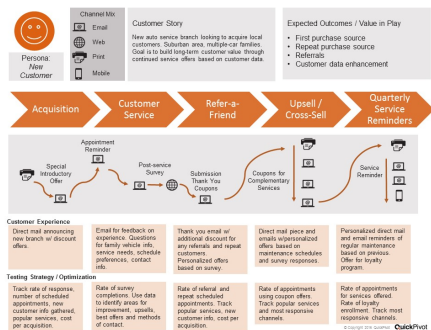 Persona:
New
Customer
Channel Mix
Email
Web
Print
Mobile
Customer Story
New auto service branch looking to acquire local
customers. Suburban area, multiple-car families.
Goal is to build long-term customer value through
continued service offers based on customer data.
Expected Outcomes / Value in Play
• First purchase source
• Repeat purchase source
• Referrals
• Customer data enhancement
Acquisition
Customer
Service
Refer-a-
Friend
Upsell /
Cross-Sell
Quarterly
Service
Reminders
Special
Introductory
Offer
Appointment
Reminder
Post-service
Survey
Submission
Thank You
Coupons
Coupons for
Complementary
Services
Service
Reminder
Customer Experience
Direct mail announcing
new branch w/ discount
offers.
Email for feedback on
experience. Questions
for family vehicle info,
service needs, schedule
preferences, contact
info.
Thank you email w/
additional discount for
any referrals and repeat
customers.
Personalized offers
based on survey.
Direct mail piece and
emails w/personalized
offers based on
maintenance schedules
and survey responses.
Personalized direct mail
and email reminders of
regular maintenance
based on previous.
Offer for loyalty
program.
Testing Strategy / Optimization
Track rate of response,
number of scheduled
appointments, new
customer info gathered,
popular services, cost
per acquisition.
Rate of survey
completions. Use data
to identify areas for
improvement, upsells,
best offers and methods
of contact.
Rate of referral and
repeat scheduled
appointments. Track
popular services, new
customer info, cost per
acquisition.
Rate of appointments
using coupon offers.
Track popular services
and most responsive
channels.
Rate of appointments
for services offered.
Rate of loyalty
enrollment. Track most
responsive channels.
© Copyright 2014 QuickPivot
QuickPivot